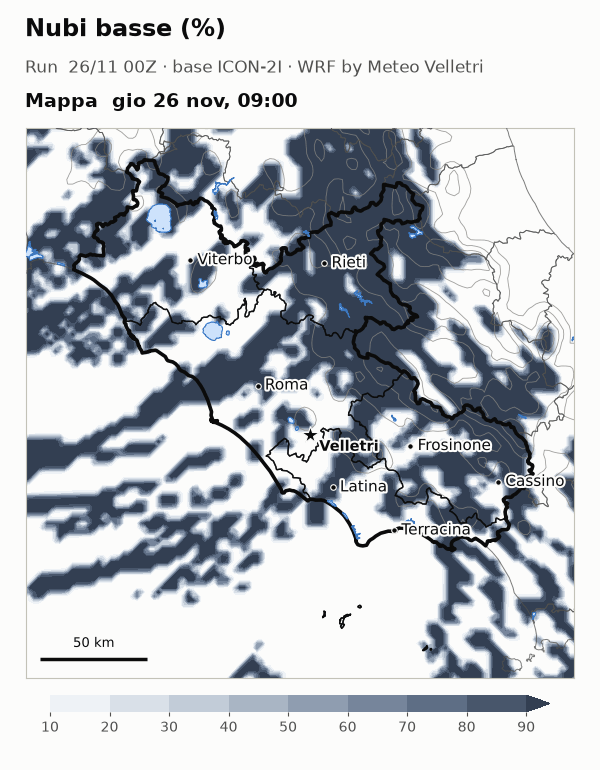 Nubi basse (%)
Run  26/11 00Z · base ICON-2I · WRF by Meteo Velletri
Mappa  gio 26 nov, 09:00
Viterbo
Rieti
Roma
Velletri
Frosinone
Latina
Cassino
Terracina
50 km
10 20 30 40 50 60 70 80 90